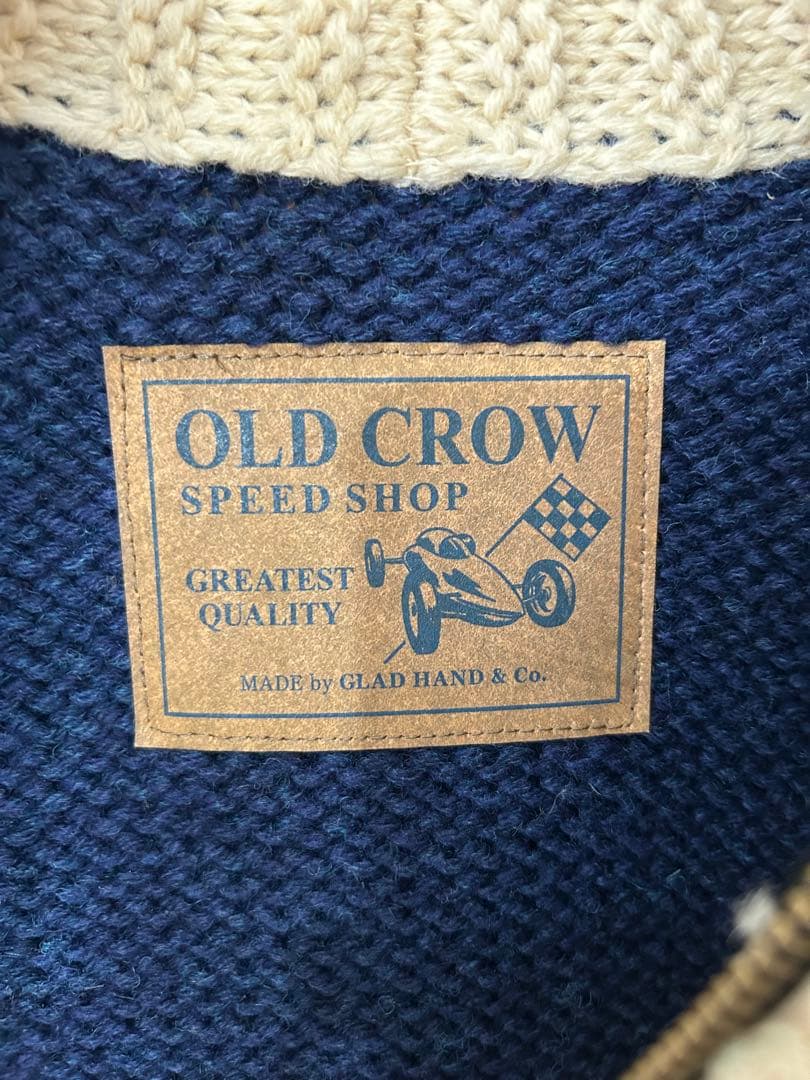 OLD CROW
SPEED SHOP
GREATEST
QUALITY
MADE by GLAD HAND & Co.